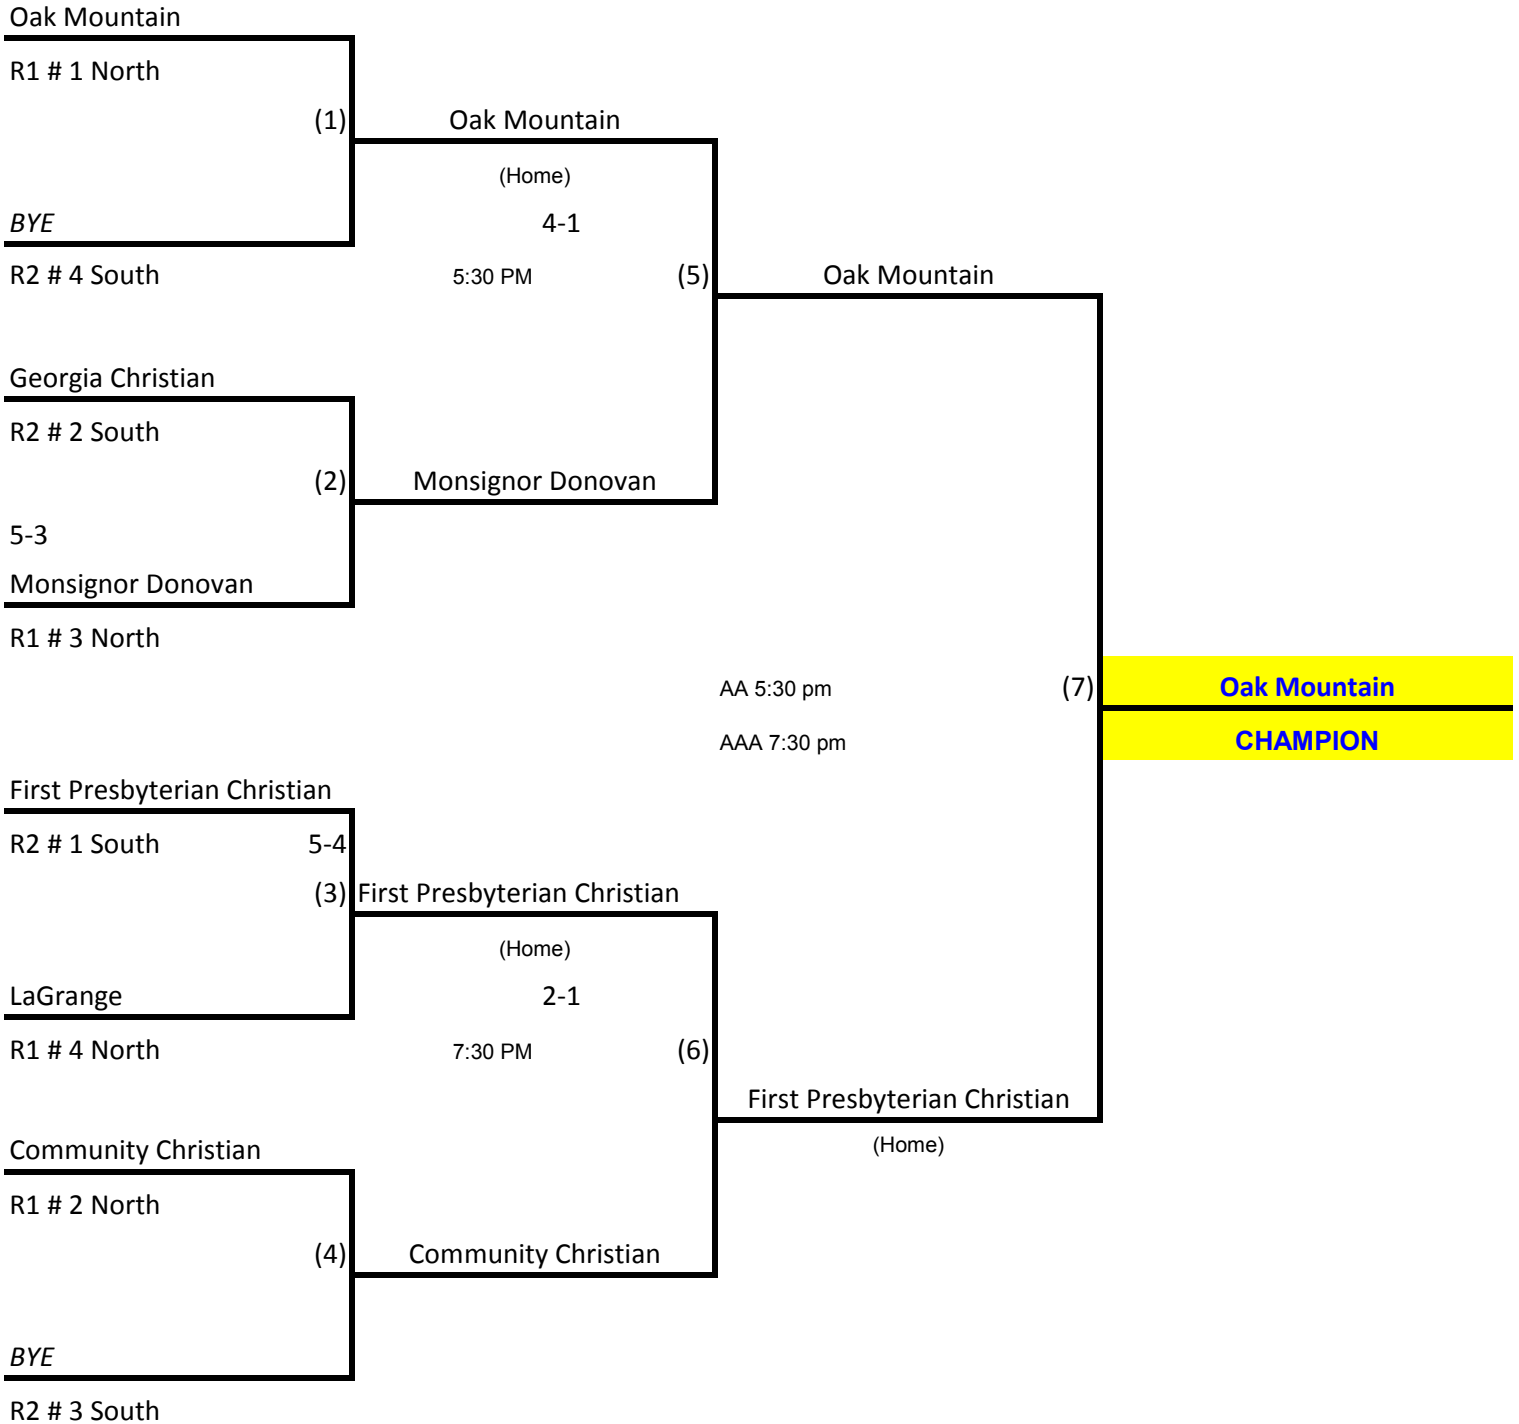 Oak Mountain
R1 # 1 North
(1)
Oak Mountain
(Home)
BYE
4-1
R2 # 4 South
5:30 PM
(5)
Oak Mountain
Georgia Christian
R2 # 2 South
(2)
Monsignor Donovan
5-3
Monsignor Donovan
R1 # 3 North
AA 5:30 pm
(7)
Oak Mountain
AAA 7:30 pm
CHAMPION
First Presbyterian Christian
R2 # 1 South
5-4
(3)
First Presbyterian Christian
(Home)
LaGrange
2-1
R1 # 4 North
7:30 PM
(6)
First Presbyterian Christian
(Home)
Community Christian
R1 # 2 North
(4)
Community Christian
BYE
R2 # 3 South